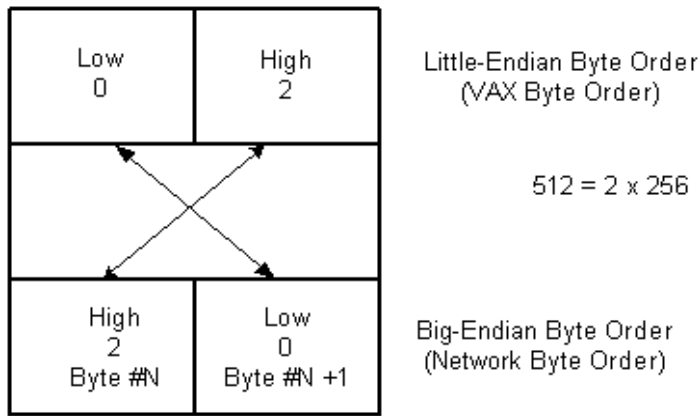 Low
0
High
2
Little-Endian Byte Order
(VAX Byte Order)
512 = 2 x 256
High
2
Byte #N
Low
0
Byte #N +1
Big-Endian Byte Order
(Network Byte Order)